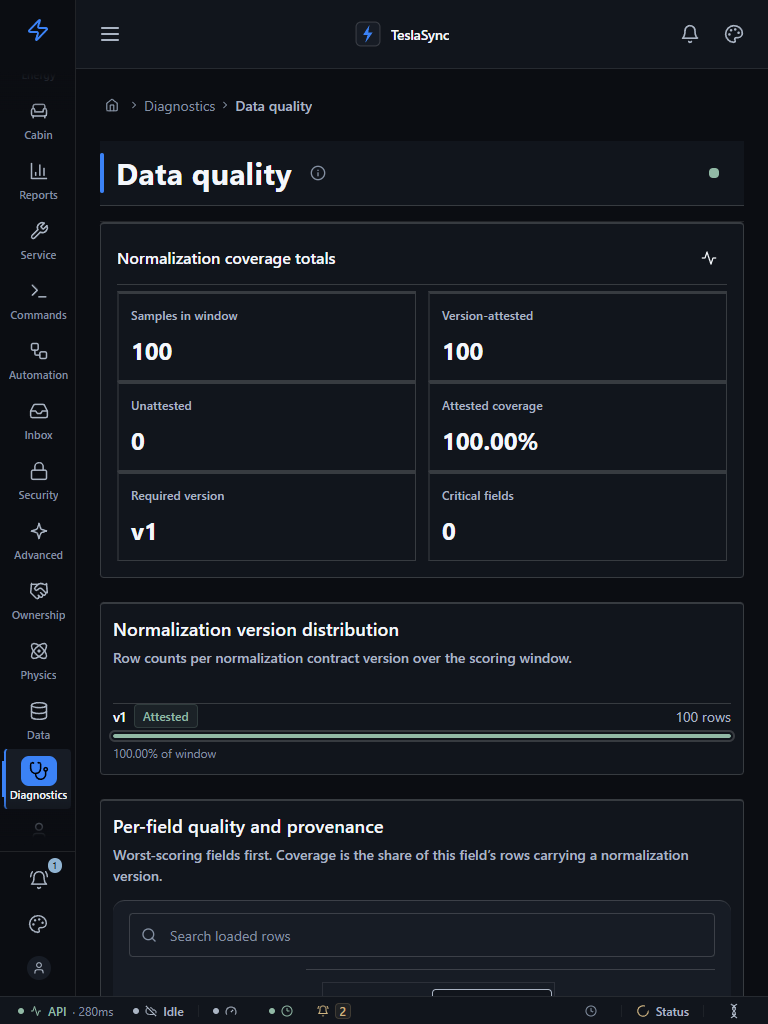 TeslaSync
Diagnostics
Data quality
Cabin
Reports
Service
Commands
Automation
Inbox
Security
Advanced
Ownership
Physics
Data
Diagnostics
1
Data quality
Normalization coverage totals
Samples in window
100
Version-attested
100
Unattested
0
Attested coverage
100.00%
Required version
v1
Critical fields
0
Normalization version distribution
Row counts per normalization contract version over the scoring window.
v1 Attested 100 rows
100.00% of window
Per-field quality and provenance
Worst-scoring fields first. Coverage is the share of this field's rows carrying a normalization
version.
Search loaded rows
API · 280ms Idle 2 Status